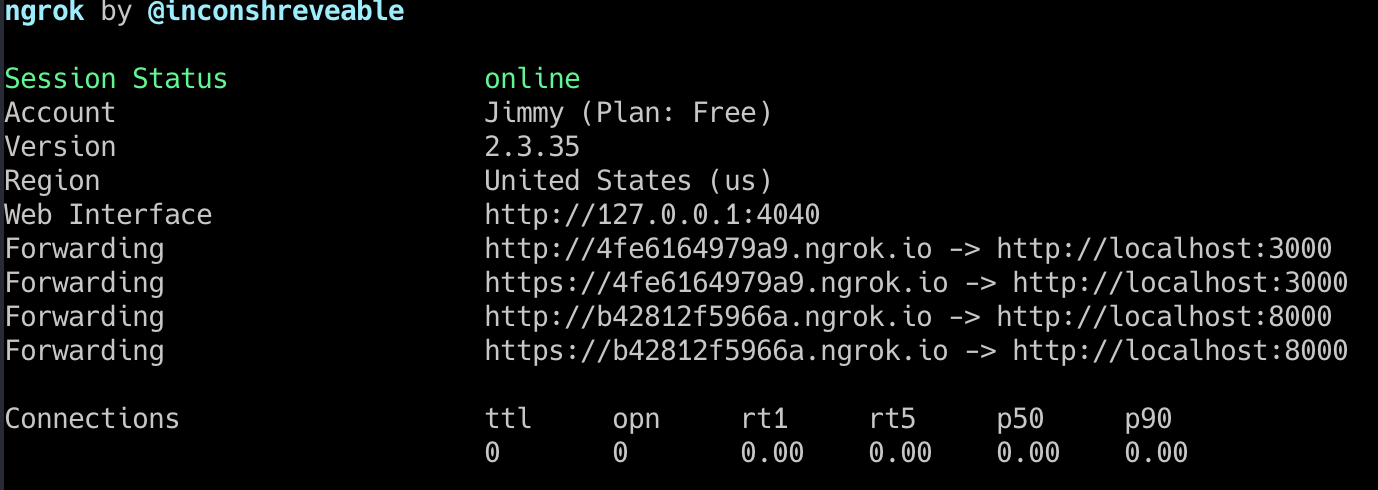 ngrok by @inconshreveable
Session Status online
Account Jimmy (Plan: Free)
Version 2.3.35
Region United States (us)
Web Interface http://127.0.0.1:4040
Forwarding http://4fe6164979a9.ngrok.io -> http://localhost:3000
Forwarding https://4fe6164979a9.ngrok.io -> http://localhost:3000
Forwarding http://b42812f5966a.ngrok.io -> http://localhost:8000
Forwarding https://b42812f5966a.ngrok.io -> http://localhost:8000
Connections ttl opn rt1 rt5 p50 p90
0 0 0.00 0.00 0.00 0.00